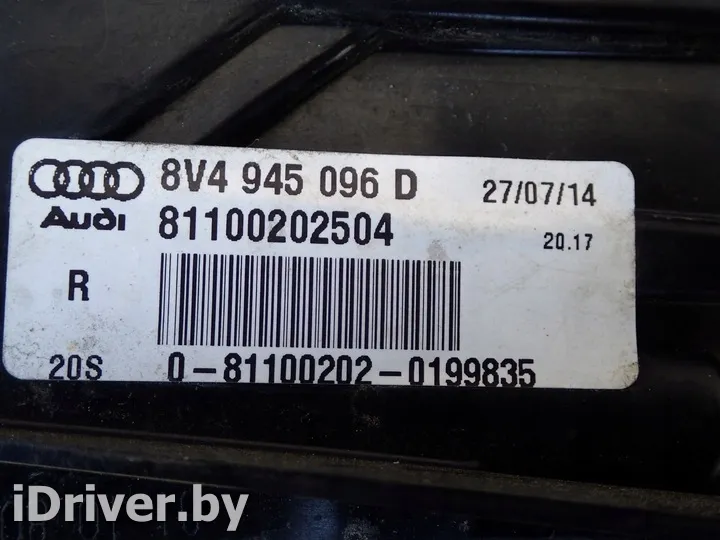 8V4 945 096 D 27/07/14
Audi 81100202504 20.17
R
20S 0-81100202-0199835
iDriver.by